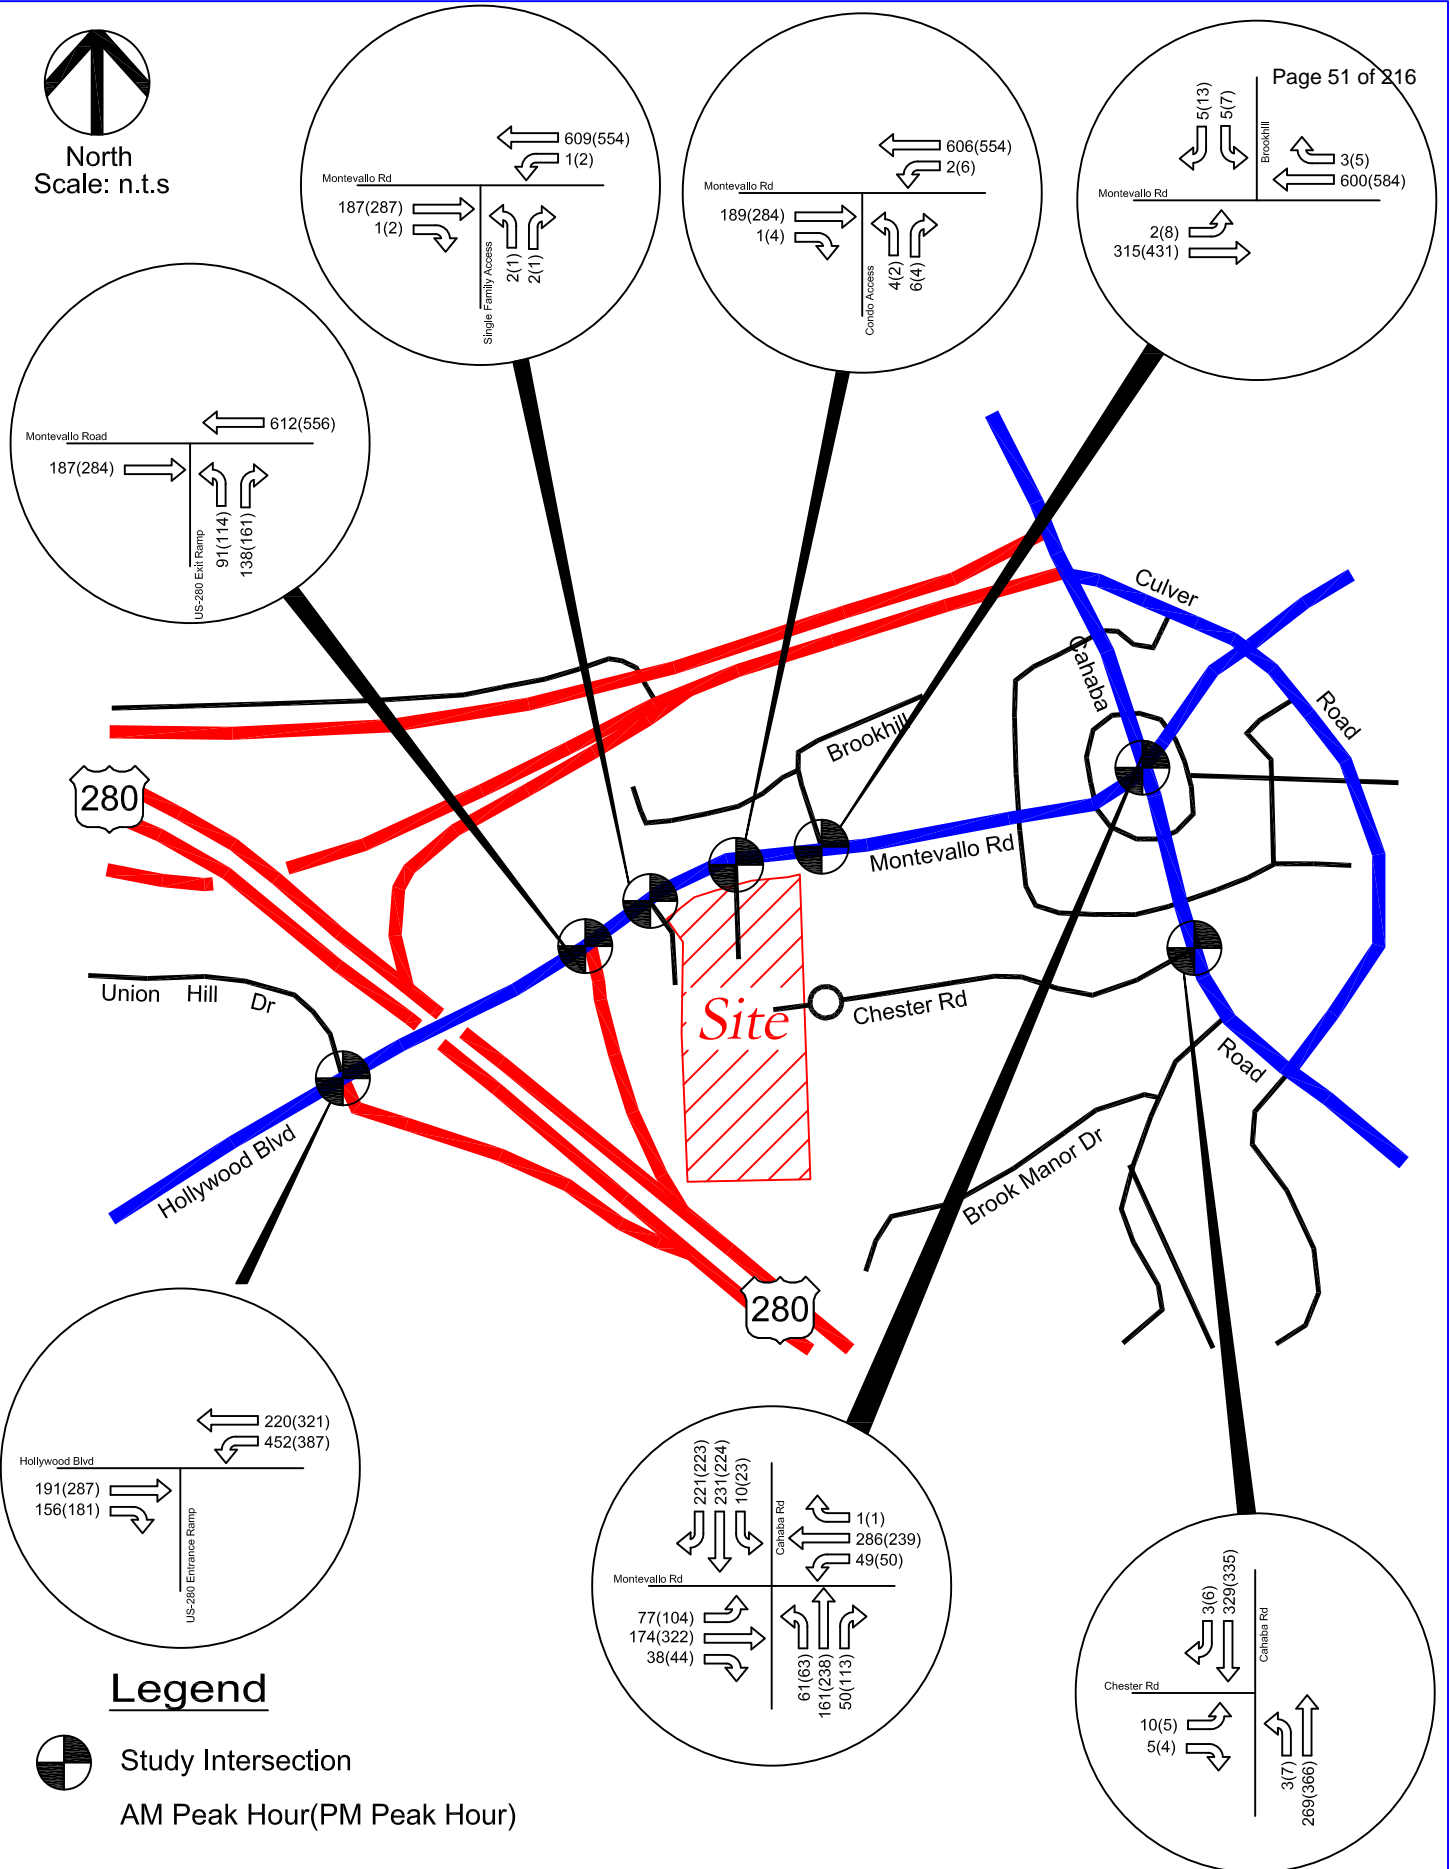 Page 51 of 216
North
Scale: n.t.s
609(554)
1(2)
Montevallo Rd
187(287)
1(2)
2(1)
2(1)
Single Family Access
606(554)
2(6)
Montevallo Rd
189(284)
1(4)
4(2)
6(4)
Condo Access
5(13)
5(7)
Brookhill
3(5)
600(584)
Montevallo Rd
2(8)
315(431)
612(556)
Montevallo Road
187(284)
91(114)
138(161)
US-280 Exit Ramp
Culver
Cahaba
Road
Brookhill
280
Montevallo Rd
Union Hill Dr
Site
Chester Rd
Road
Hollywood Blvd
Brook Manor Dr
280
220(321)
452(387)
Hollywood Blvd
191(287)
156(181)
US-280 Entrance Ramp
221(223)
231(224)
10(23)
Cahaba Rd
1(1)
286(239)
49(50)
Montevallo Rd
77(104)
174(322)
38(44)
61(63)
161(238)
50(113)
3(6)
329(335)
Cahaba Rd
Chester Rd
10(5)
5(4)
3(7)
269(366)
Legend
Study Intersection
AM Peak Hour(PM Peak Hour)